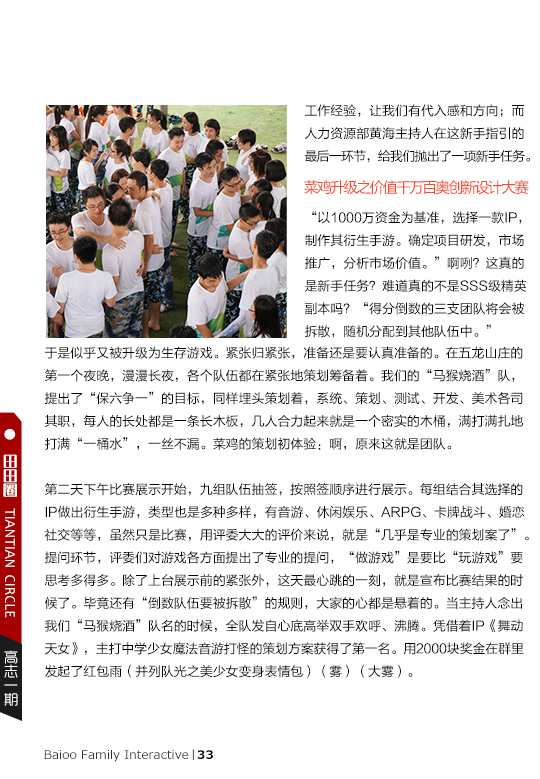 工作经验，让我们有代入感和方向；而
人力资源部黄海主持人在这新手指引的
最后一环节，给我们抛出了一项新手任务。
菜鸡升级之价值千万百奥创新设计大赛
“以1000万资金为基准，选择一款IP，
制作其衍生手游。确定项目研发，市场
推广，分析市场价值。”啊咧？这真的
是新手任务？难道真的不是SSS级精英
副本吗？“得分倒数的三支团队将会被
拆散，随机分配到其他队伍中。”
于是似乎又被升级为生存游戏。紧张归紧张，准备还是要认真准备的。在五龙山庄的
第一个夜晚，漫漫长夜，各个队伍都在紧张地策划筹备着。我们的“马猴烧酒”队，
提出了“保六争一”的目标，同样埋头策划着，系统、策划、测试、开发、美术各司
其职，每人的长处都是一条长木板，几人合力起来就是一个密实的木桶，满打满扎地
打满“一桶水”，一丝不漏。菜鸡的策划初体验：啊，原来这就是团队。
第二天下午比赛展示开始，九组队伍抽签，按照签顺序进行展示。每组结合其选择的
IP做出衍生手游，类型也是多种多样，有音游、休闲娱乐、ARPG、卡牌战斗、婚恋
社交等等，虽然只是比赛，用评委大大的评价来说，就是“几乎是专业的策划案了”。
提问环节，评委们对游戏各方面提出了专业的提问，“做游戏”是要比“玩游戏”要
思考多得多。除了上台展示前的紧张外，这天最心跳的一刻，就是宣布比赛结果的时
候了。毕竟还有“倒数队伍要被拆散”的规则，大家的心都是悬着的。当主持人念出
我们“马猴烧酒”队名的时候，全队发自心底高举双手欢呼、沸腾。凭借着IP《舞动
天女》，主打中学少女魔法音游打怪的策划方案获得了第一名。用2000块奖金在群里
发起了红包雨（并列队光之美少女变身表情包）（雾）（大雾）。
田田圈 TIANTIAN CIRCLE
高志一期
Baioo Family Interactive | 33